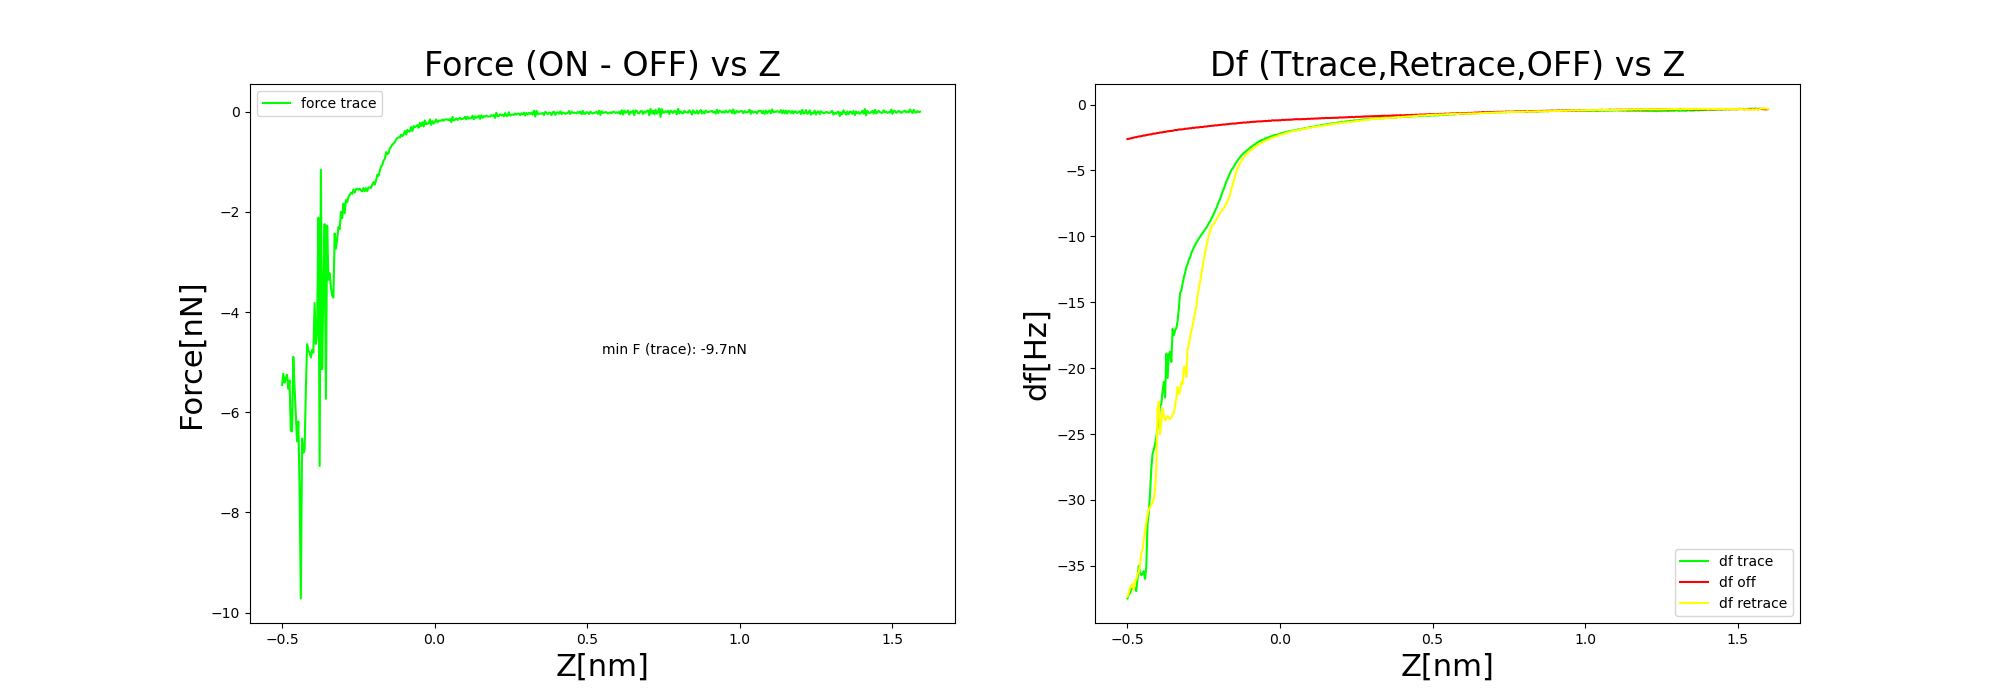 Force (ON - OFF) vs Z
force trace
0
−2
−4
−6
−8
−10
Force[nN]
min F (trace): -9.7nN
−0.5
0.0
0.5
1.0
1.5
Z[nm]
Df (Ttrace,Retrace,OFF) vs Z
0
−5
−10
−15
−20
−25
−30
−35
df[Hz]
df trace
df off
df retrace
−0.5
0.0
0.5
1.0
1.5
Z[nm]